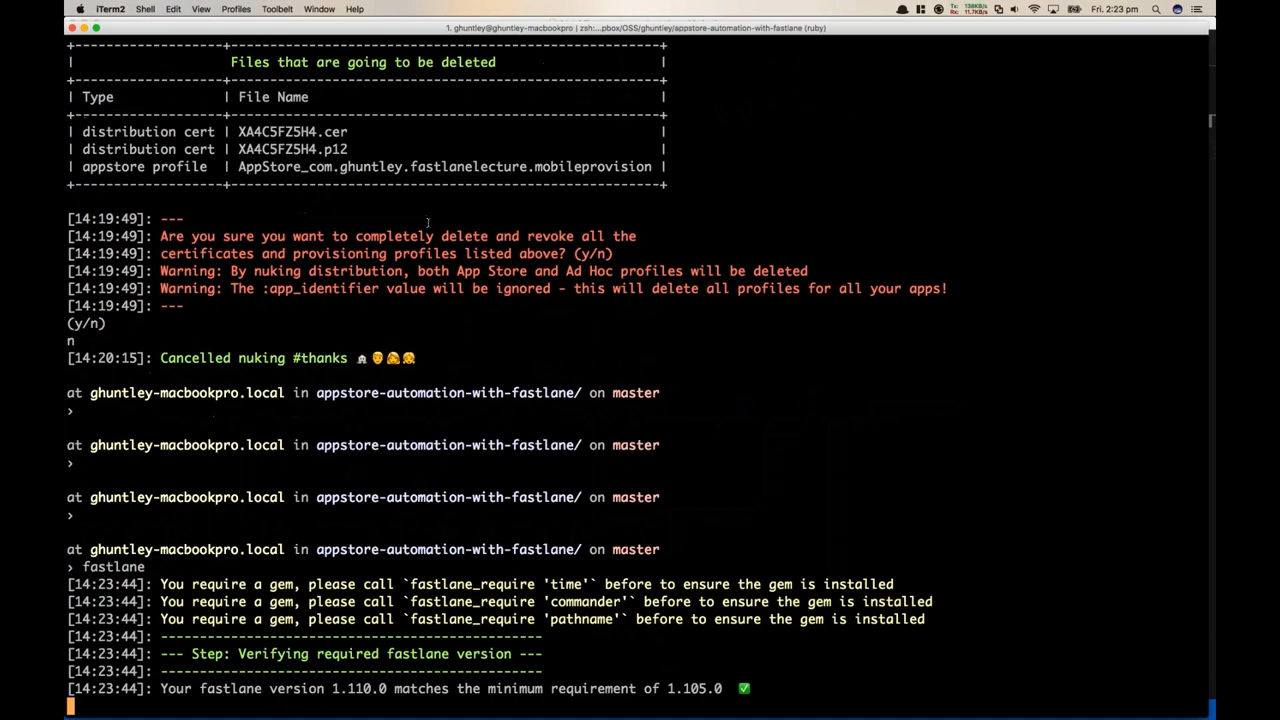 iTerm2 Shell Edit View Profiles Toolbelt Window Help
Tx: 138KB/s
Rx: 11.7KB/s
Fri. 2:23 pm
1. ghuntley@ghuntley-macbookpro | zsh:...pbox/OSS/ghuntley/appstore-automation-with-fastlane (ruby)
+-------------------+------------------------------------------------------+
| Files that are going to be deleted |
+-------------------+------------------------------------------------------+
| Type | File Name |
+-------------------+------------------------------------------------------+
| distribution cert | XA4C5FZ5H4.cer |
| distribution cert | XA4C5FZ5H4.p12 |
| appstore profile | AppStore_com.ghuntley.fastlanelecture.mobileprovision |
+-------------------+------------------------------------------------------+
[14:19:49]: ---
[14:19:49]: Are you sure you want to completely delete and revoke all the
[14:19:49]: certificates and provisioning profiles listed above? (y/n)
[14:19:49]: Warning: By nuking distribution, both App Store and Ad Hoc profiles will be deleted
[14:19:49]: Warning: The :app_identifier value will be ignored - this will delete all profiles for all your apps!
[14:19:49]: ---
(y/n)
n
[14:20:15]: Cancelled nuking #thanks 🏠👨👩👧
at ghuntley-macbookpro.local in appstore-automation-with-fastlane/ on master
›
at ghuntley-macbookpro.local in appstore-automation-with-fastlane/ on master
›
at ghuntley-macbookpro.local in appstore-automation-with-fastlane/ on master
›
at ghuntley-macbookpro.local in appstore-automation-with-fastlane/ on master
› fastlane
[14:23:44]: You require a gem, please call `fastlane_require 'time'` before to ensure the gem is installed
[14:23:44]: You require a gem, please call `fastlane_require 'commander'` before to ensure the gem is installed
[14:23:44]: You require a gem, please call `fastlane_require 'pathname'` before to ensure the gem is installed
[14:23:44]: -------------------------------------------------
[14:23:44]: --- Step: Verifying required fastlane version ---
[14:23:44]: -------------------------------------------------
[14:23:44]: Your fastlane version 1.110.0 matches the minimum requirement of 1.105.0 ✅